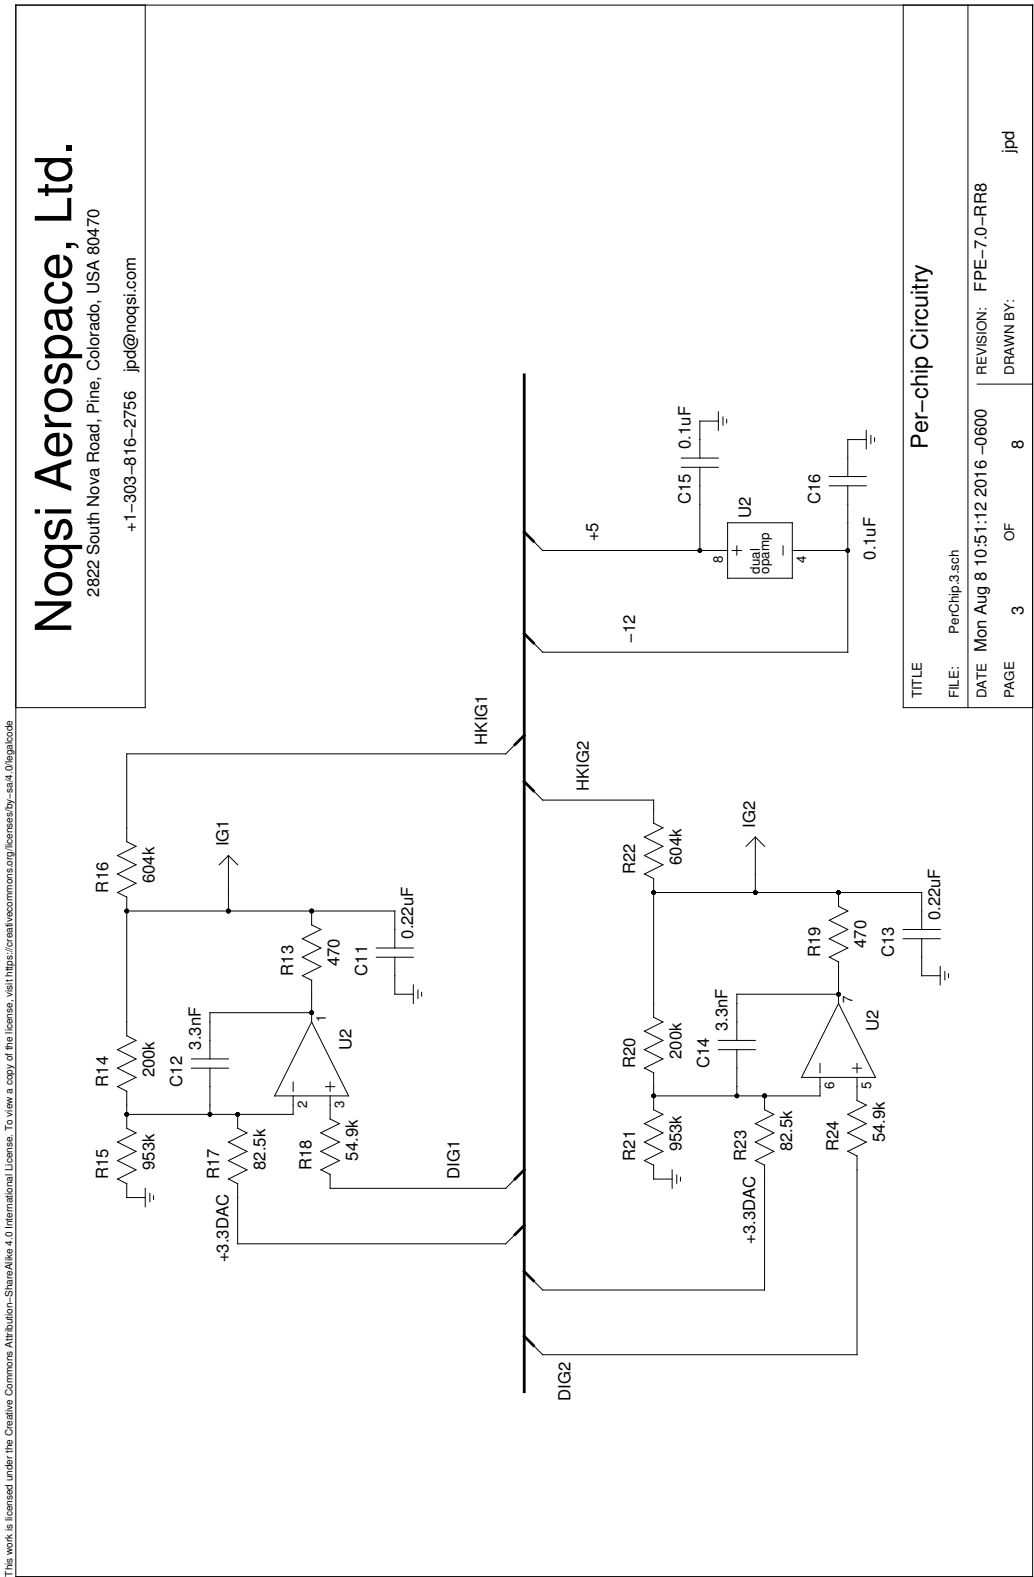 This work is licensed under the Creative Commons Attribution−ShareAlike 4.0 International License. To view a copy of the license, visit https://creativecommons.org/licenses/by−sa/4.0/legalcode
Noqsi Aerospace, Ltd.
2822 South Nova Road, Pine, Colorado, USA 80470
+1−303−816−2756 jpd@noqsi.com
R15
953k
R14
200k
R16
604k
C12
3.3nF
IG1
R17
82.5k
+3.3DAC
2
3
1
U2
R13
470
R18
54.9k
C11
0.22uF
DIG1
HKIG1
DIG2
HKIG2
−12
+5
R21
953k
R20
200k
R22
604k
C14
3.3nF
IG2
R23
82.5k
+3.3DAC
6
5
7
U2
R19
470
R24
54.9k
C13
0.22uF
C15
0.1uF
U2
8
+
dual
opamp
−
4
C16
0.1uF
TITLE
Per−chip Circuitry
FILE: PerChip.3.sch
DATE Mon Aug 8 10:51:12 2016 −0600
REVISION: FPE−7.0−RR8
PAGE 3 OF 8
DRAWN BY: jpd